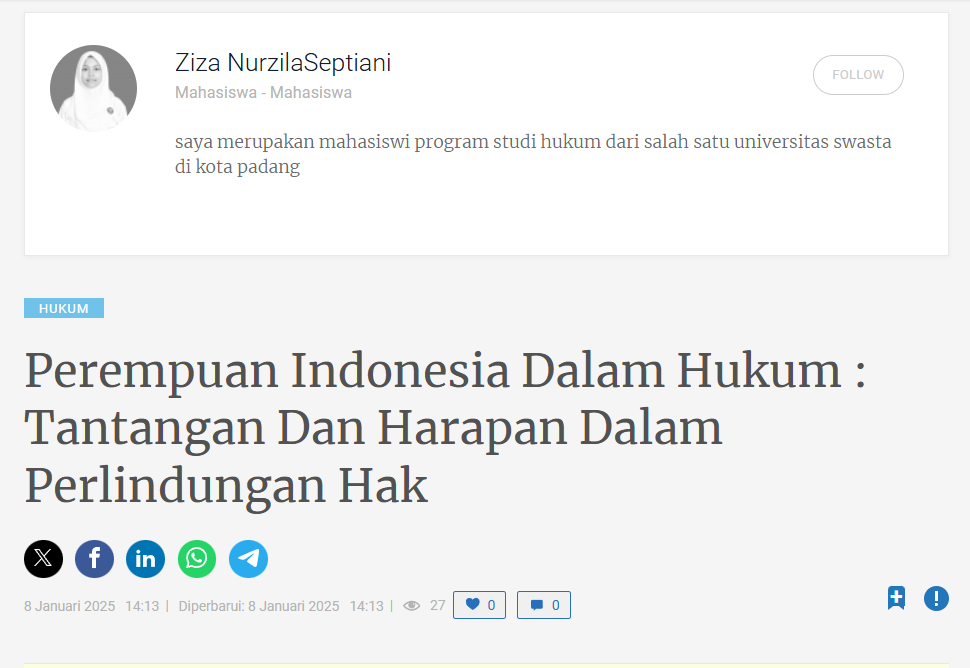 Ziza NurzilaSeptiani
FOLLOW
Mahasiswa - Mahasiswa
saya merupakan mahasiswi program studi hukum dari salah satu universitas swasta
di kota padang
HUKUM
Perempuan Indonesia Dalam Hukum :
Tantangan Dan Harapan Dalam
Perlindungan Hak
8 Januari 2025 14:13 | Diperbarui: 8 Januari 2025 14:13 | 27 0 0